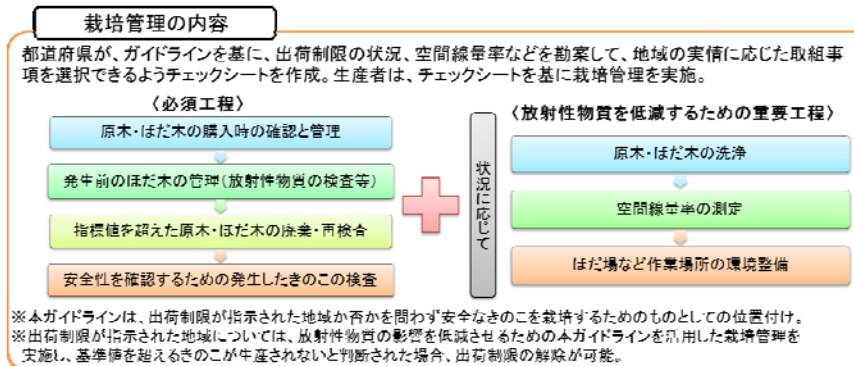 栽培管理の内容
都道府県が、ガイドラインを基に、出荷制限の状況、空間線量率などを勘案して、地域の実情に応じた取組事
項を選択できるようチェックシートを作成。生産者は、チェックシートを基に栽培管理を実施。
〈必須工程〉
原木・ほだ木の購入時の確認と管理
発生前のほだ木の管理(放射性物質の検査等)
指標値を超えた原木・ほだ木の廃棄・再検合
安全性を確認するための発生したきのこの検査
状況に応じて
〈放射性物質を低減するための重要工程〉
原木・ほだ木の洗浄
空間線量率の測定
ほだ場など作業場所の環境整備
※本ガイドラインは、出荷制限が指示された地域か否かを問わず安全なきのこを栽培するためのものとしての位置付け。
※出荷制限が指示された地域については、放射性物質の影響を低減させるための本ガイドラインを活用した栽培管理を
実施し、基準値を超えるきのこが生産されないと判断された場合、出荷制限の解除が可能。